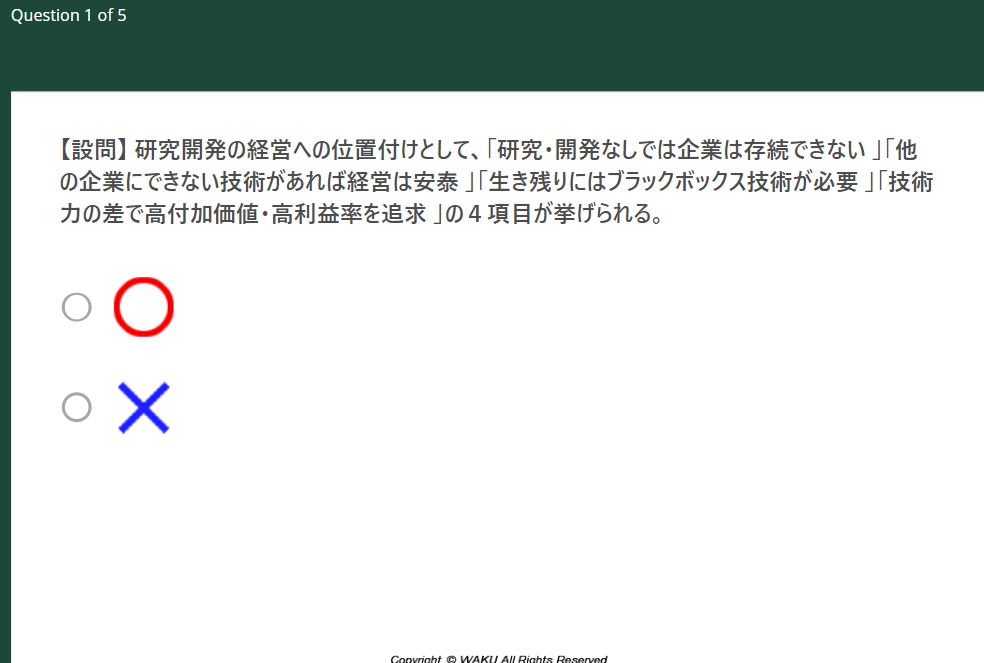 Question 1 of 5
【設問】 研究開発の経営への位置付けとして、「研究・開発なしでは企業は存続できない 」「他
の企業にできない技術があれば経営は安泰 」「生き残りにはブラックボックス技術が必要 」「技術
力の差で高付加価値・高利益率を追求 」の４項目が挙げられる。
Copyright © WAKU All Rights Reserved